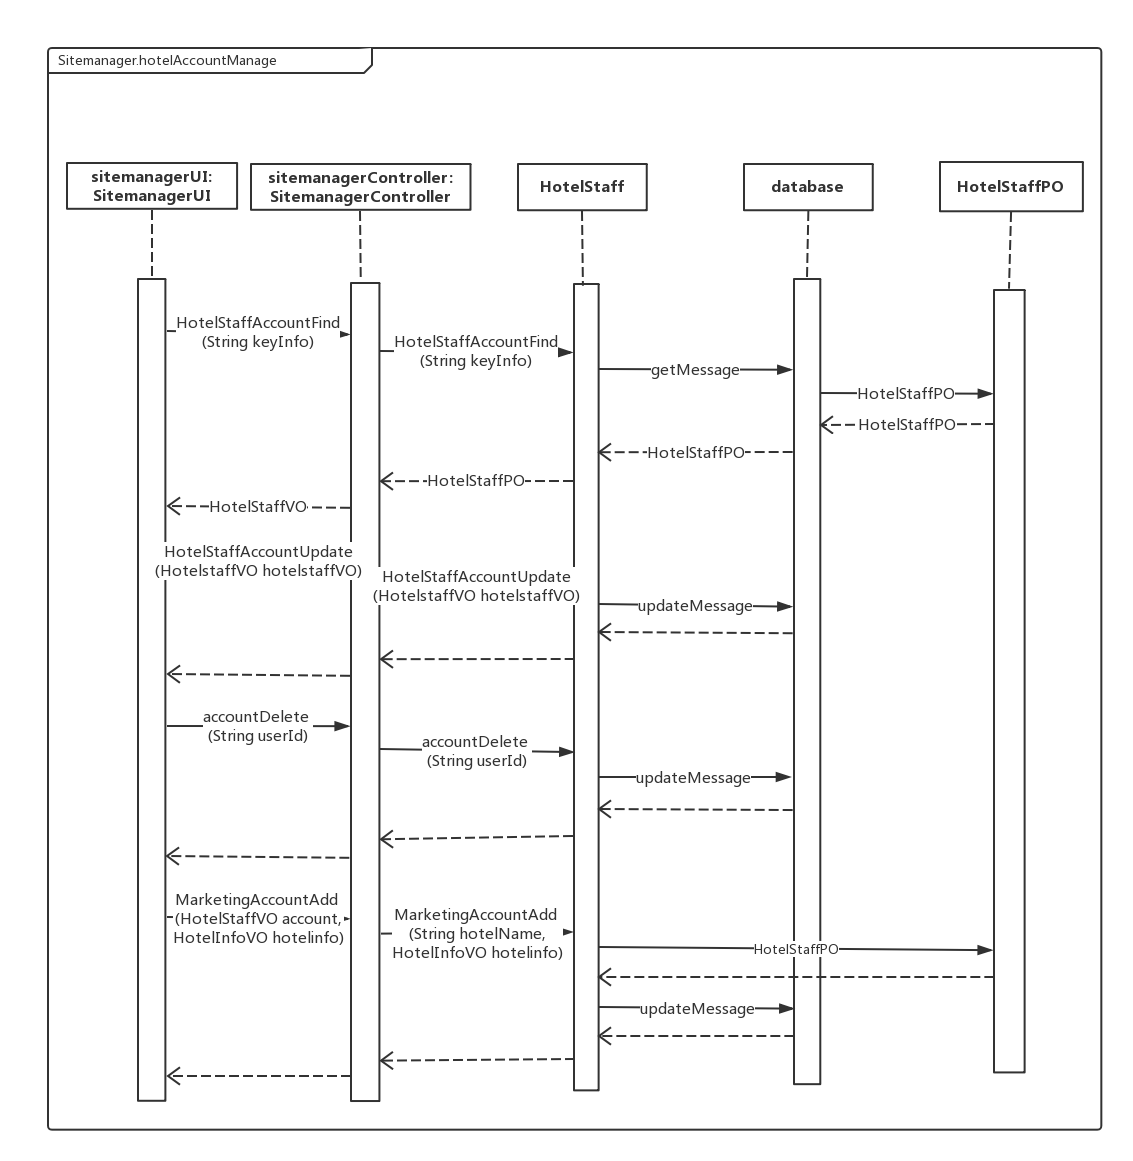 Sitemanager.hotelAccountManage
sitemanagerUI:
SitemanagerUI
sitemanagerController:
SitemanagerController
HotelStaff
database
HotelStaffPO
HotelStaffAccountFind
(String keyInfo)
HotelStaffAccountFind
(String keyInfo)
getMessage
HotelStaffPO
HotelStaffPO
HotelStaffPO
HotelStaffPO
HotelStaffVO
HotelStaffAccountUpdate
(HotelstaffVO hotelstaffVO)
HotelStaffAccountUpdate
(HotelstaffVO hotelstaffVO)
updateMessage
accountDelete
(String userId)
accountDelete
(String userId)
updateMessage
MarketingAccountAdd
(HotelStaffVO account,
HotelInfoVO hotelinfo)
MarketingAccountAdd
(String hotelName,
HotelInfoVO hotelinfo)
HotelStaffPO
updateMessage